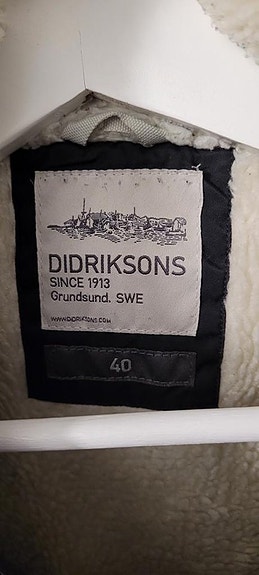 DIDRIKSONS
SINCE 1913
Grundsund. SWE
WWW.DIDRIKSONS.COM
40